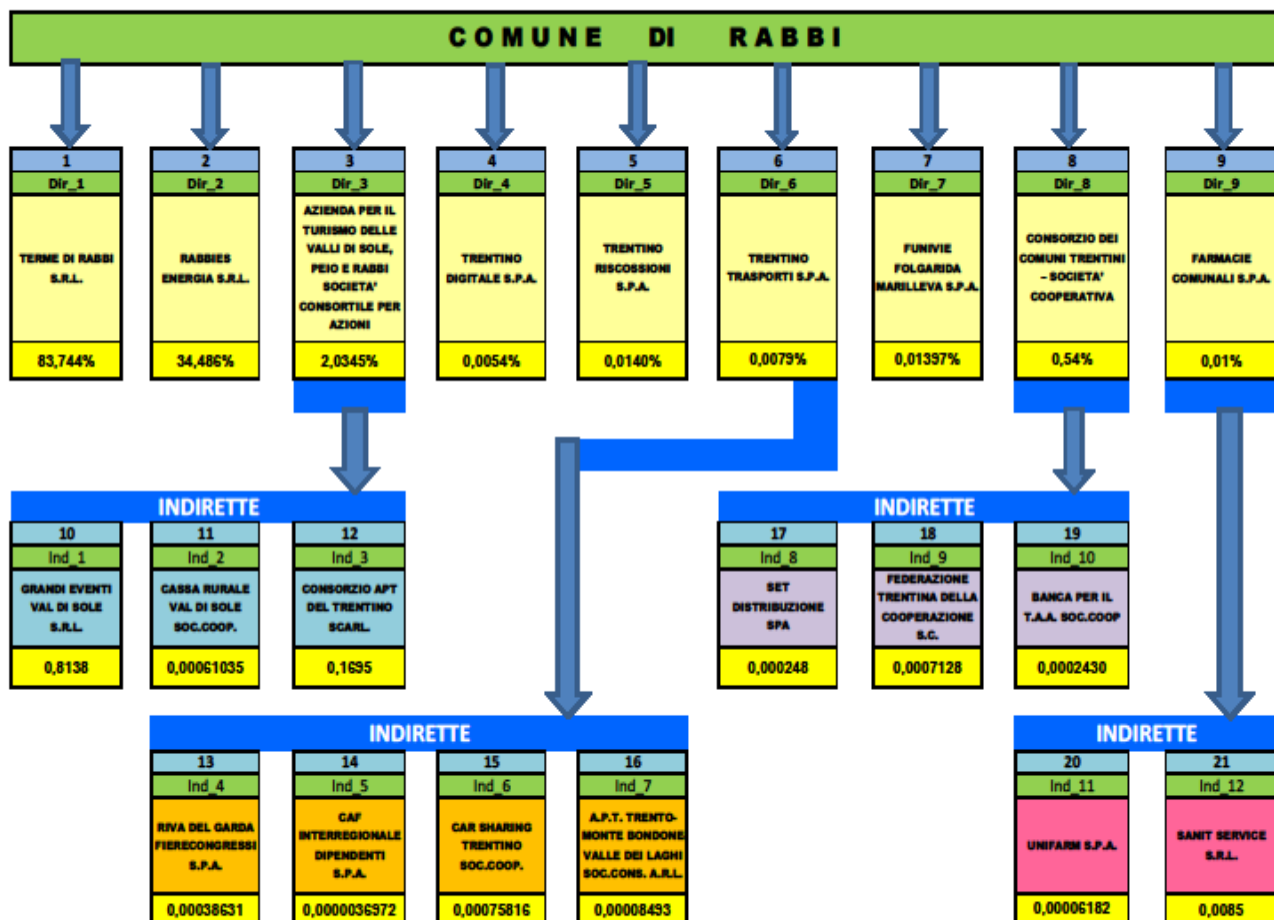 COMUNE DI RABBI
1
Dir_1
TERME DI RABBI
S.R.L.
83,744%
2
Dir_2
RABBIES
ENERGIA S.R.L.
34,486%
3
Dir_3
AZIENDA PER IL
TURISMO DELLE
VALLI DI SOLE,
PEIO E RABBI
SOCIETA'
CONSORTILE PER
AZIONI
2,0345%
4
Dir_4
TRENTINO
DIGITALE S.P.A.
0,0054%
5
Dir_5
TRENTINO
RISCOSSIONI
S.P.A.
0,0140%
6
Dir_6
TRENTINO
TRASPORTI S.P.A.
0,0079%
7
Dir_7
FUNIVIE
FOLGARIDA
MARILLEVA S.P.A.
0,01397%
8
Dir_8
CONSORZIO DEI
COMUNI TRENTINI
– SOCIETA'
COOPERATIVA
0,54%
9
Dir_9
FARMACIE
COMUNALI S.P.A.
0,01%
INDIRETTE
10
Ind_1
GRANDI EVENTI
VAL DI SOLE
S.R.L.
0,8138
11
Ind_2
CASSA RURALE
VAL DI SOLE
SOC.COOP.
0,00061035
12
Ind_3
CONSORZIO APT
DEL TRENTINO
SCARL.
0,1695
INDIRETTE
17
Ind_8
SET
DISTRIBUZIONE
SPA
0,000248
18
Ind_9
FEDERAZIONE
TRENTINA DELLA
COOPERAZIONE
S.C.
0,0007128
19
Ind_10
BANCA PER IL
T.A.A. SOC.COOP
0,0002430
INDIRETTE
13
Ind_4
RIVA DEL GARDA
FIERECONGRESSI
S.P.A.
0,00038631
14
Ind_5
CAF
INTERREGIONALE
DIPENDENTI
S.P.A.
0,0000036972
15
Ind_6
CAR SHARING
TRENTINO
SOC.COOP.
0,00075816
16
Ind_7
A.P.T. TRENTO-
MONTE BONDONE
VALLE DEI LAGHI
SOC.CONS. A.R.L.
0,00008493
INDIRETTE
20
Ind_11
UNIFARM S.P.A.
0,00006182
21
Ind_12
SANIT SERVICE
S.R.L.
0,0085